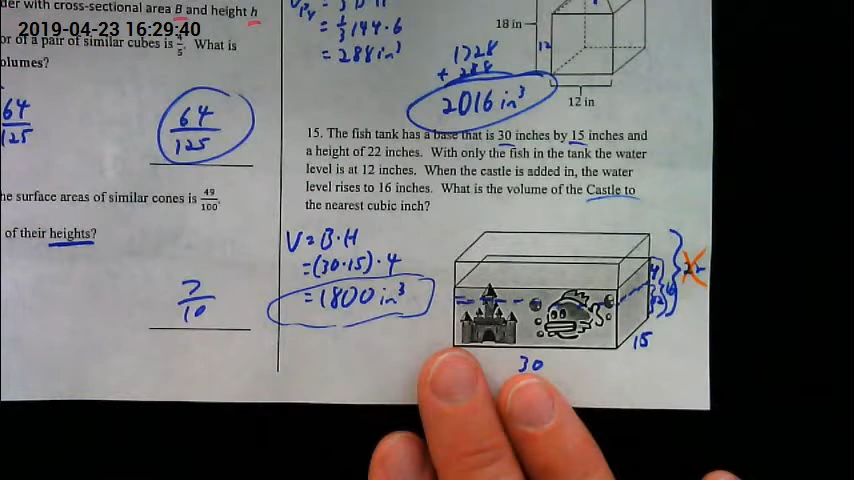 der with cross-sectional area B and height h
2019-04-23 16:29:40
or of a pair of similar cubes is 4/5. What is
olumes?
64
125
64
125
he surface areas of similar cones is 49/100.
of their heights?
7
10
= 1/3 144 · 6
= 288 in³
1728
+ 288
2016 in³
18 in
12
12 in
15. The fish tank has a base that is 30 inches by 15 inches and
a height of 22 inches. With only the fish in the tank the water
level is at 12 inches. When the castle is added in, the water
level rises to 16 inches. What is the volume of the Castle to
the nearest cubic inch?
V = B · H
= (30·15) · 4
= 1800 in³
4
12
16
22
15
30